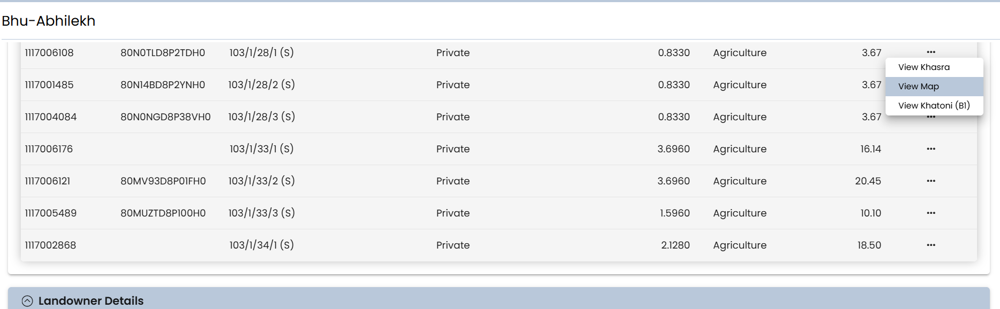 Bhu-Abhilekh
1117006108 80N0TLD8P2TDH0 103/1/28/1 (S) Private 0.8330 Agriculture 3.67 •••
View Khasra
1117001485 80N14BD8P2YNH0 103/1/28/2 (S) Private 0.8330 Agriculture 3.67
View Map
View Khatoni (B1)
1117004084 80N0NGD8P38VH0 103/1/28/3 (S) Private 0.8330 Agriculture 3.67 •••
1117006176 103/1/33/1 (S) Private 3.6960 Agriculture 16.14 •••
1117006121 80MV93D8P01FH0 103/1/33/2 (S) Private 3.6960 Agriculture 20.45 •••
1117005489 80MUZTD8P100H0 103/1/33/3 (S) Private 1.5960 Agriculture 10.10 •••
1117002868 103/1/34/1 (S) Private 2.1280 Agriculture 18.50 •••
Landowner Details